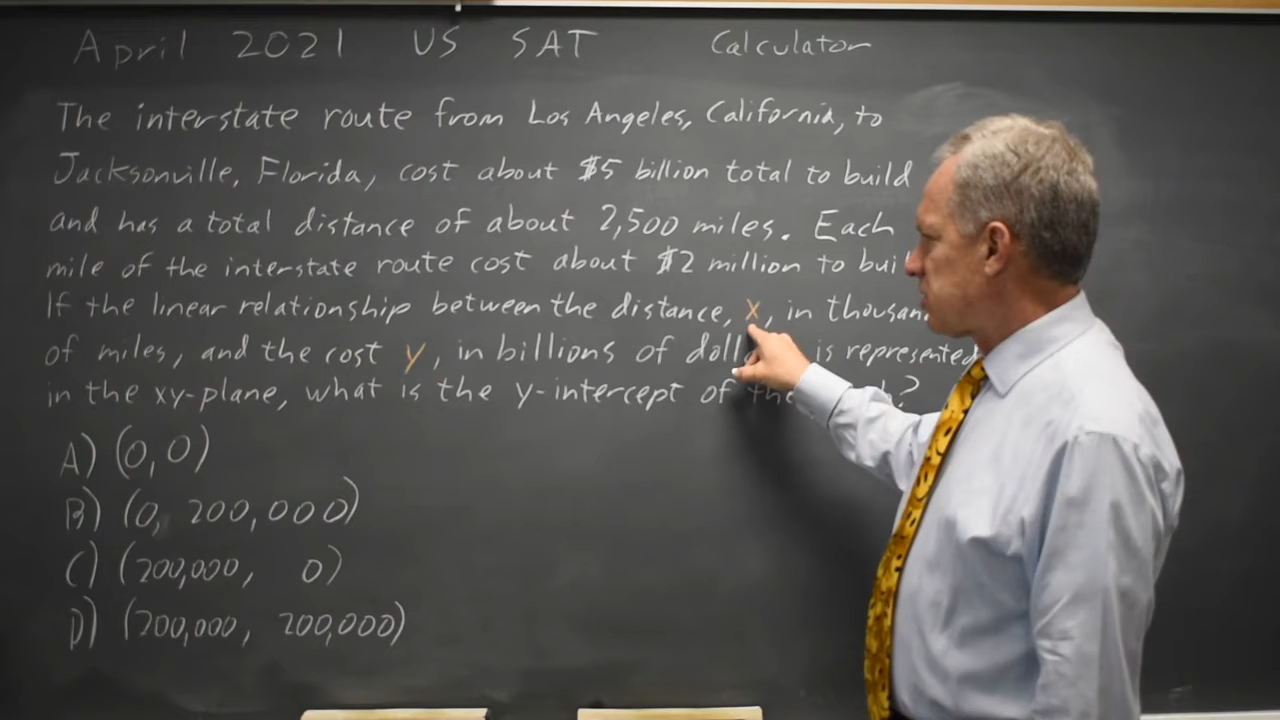 April 2021 US SAT Calculator
The interstate route from Los Angeles, California, to
Jacksonville, Florida, cost about $5 billion total to build
and has a total distance of about 2,500 miles. Each
mile of the interstate route cost about $2 million to
If the linear relationship between the distance, x, in
of miles, and the cost y, in billions of is represented
in the xy-plane, what is the y-intercept of the
A) (0,0)
B) (0, 200,000)
C) (200,000, 0)
D) (200,000, 200,000)